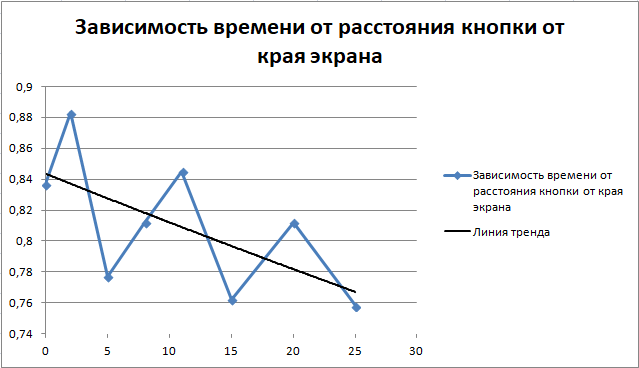 Зависимость времени от расстояния кнопки от
края экрана
0,9
0,88
0,86
0,84
0,82
0,8
0,78
0,76
0,74
0 5 10 15 20 25 30
Зависимость времени от
расстояния кнопки от края
экрана
Линия тренда